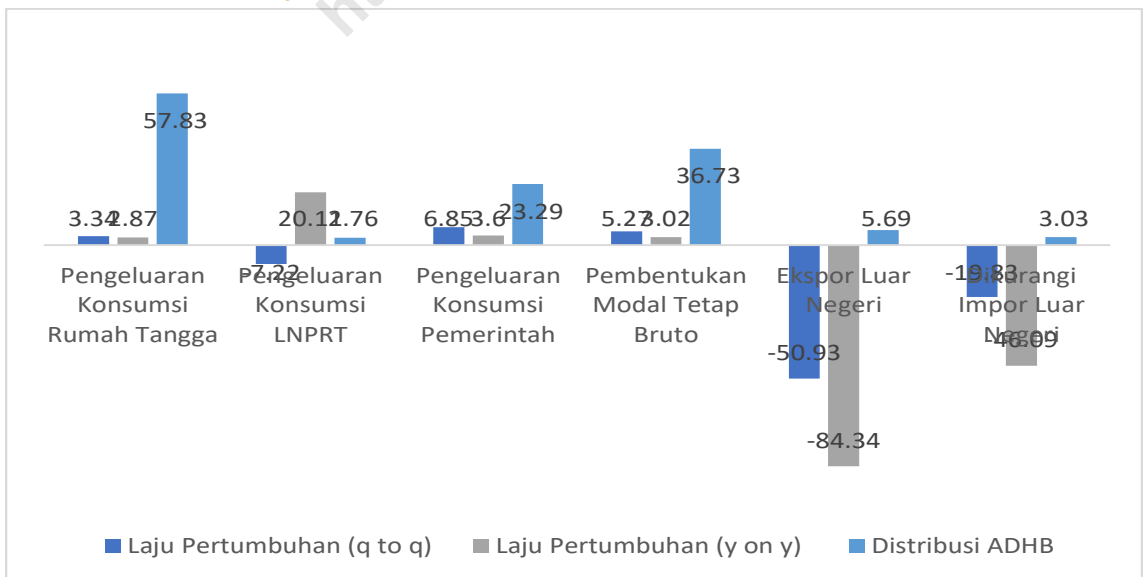 57.83
3.34 2.87
20.11 2.76
-7.22
6.85 3.6 23.29
5.27 3.02 36.73
5.69
-50.93
-84.34
3.03
-19.83
-46.09
Pengeluaran
Konsumsi
Rumah Tangga
Pengeluaran
Konsumsi
LNPRT
Pengeluaran
Konsumsi
Pemerintah
Pembentukan
Modal Tetap
Bruto
Ekspor Luar
Negeri
Dikurangi
Impor Luar
Negeri
Laju Pertumbuhan (q to q)
Laju Pertumbuhan (y on y)
Distribusi ADHB